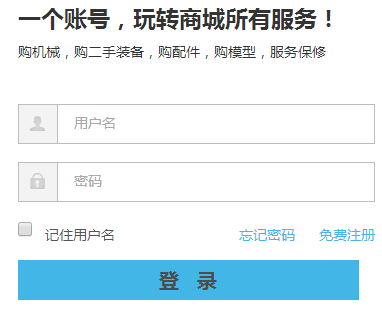 一个账号，玩转商城所有服务！
购机械，购二手装备，购配件，购模型，服务保修
用户名
密码
记住用户名 忘记密码 免费注册
登 录